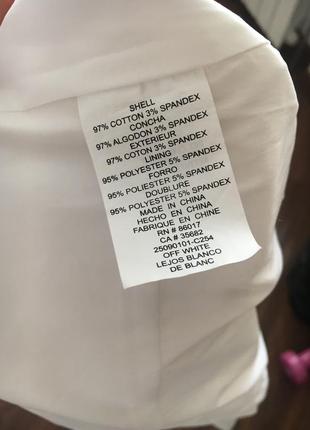 SHELL
97% COTTON 3% SPANDEX
CONCHA
97% ALGODON 3% SPANDEX
EXTERIEUR
97% COTON 3% SPANDEX
LINING
95% POLYESTER 5% SPANDEX
FORRO
95% POLIESTER 5% SPANDEX
DOUBLURE
95% POLYESTER 5% SPANDEX
MADE IN CHINA
HECHO EN CHINA
FABRIQUE EN CHINE
RN # 86017
CA # 35682
25090101-C254
OFF WHITE
LEJOS BLANCO
DE BLANC